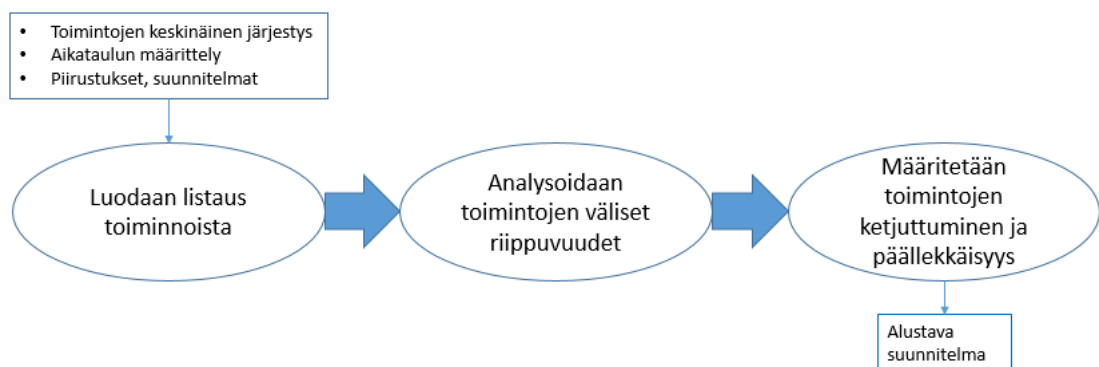 • Toimintojen keskinäinen järjestys
• Aikataulun määrittely
• Piirustukset, suunnitelmat
Luodaan listaus
toiminnoista
Analysoidaan
toimintojen väliset
riippuvuudet
Määritetään
toimintojen
ketjuttuminen ja
päällekkäisyys
Alustava
suunnitelma